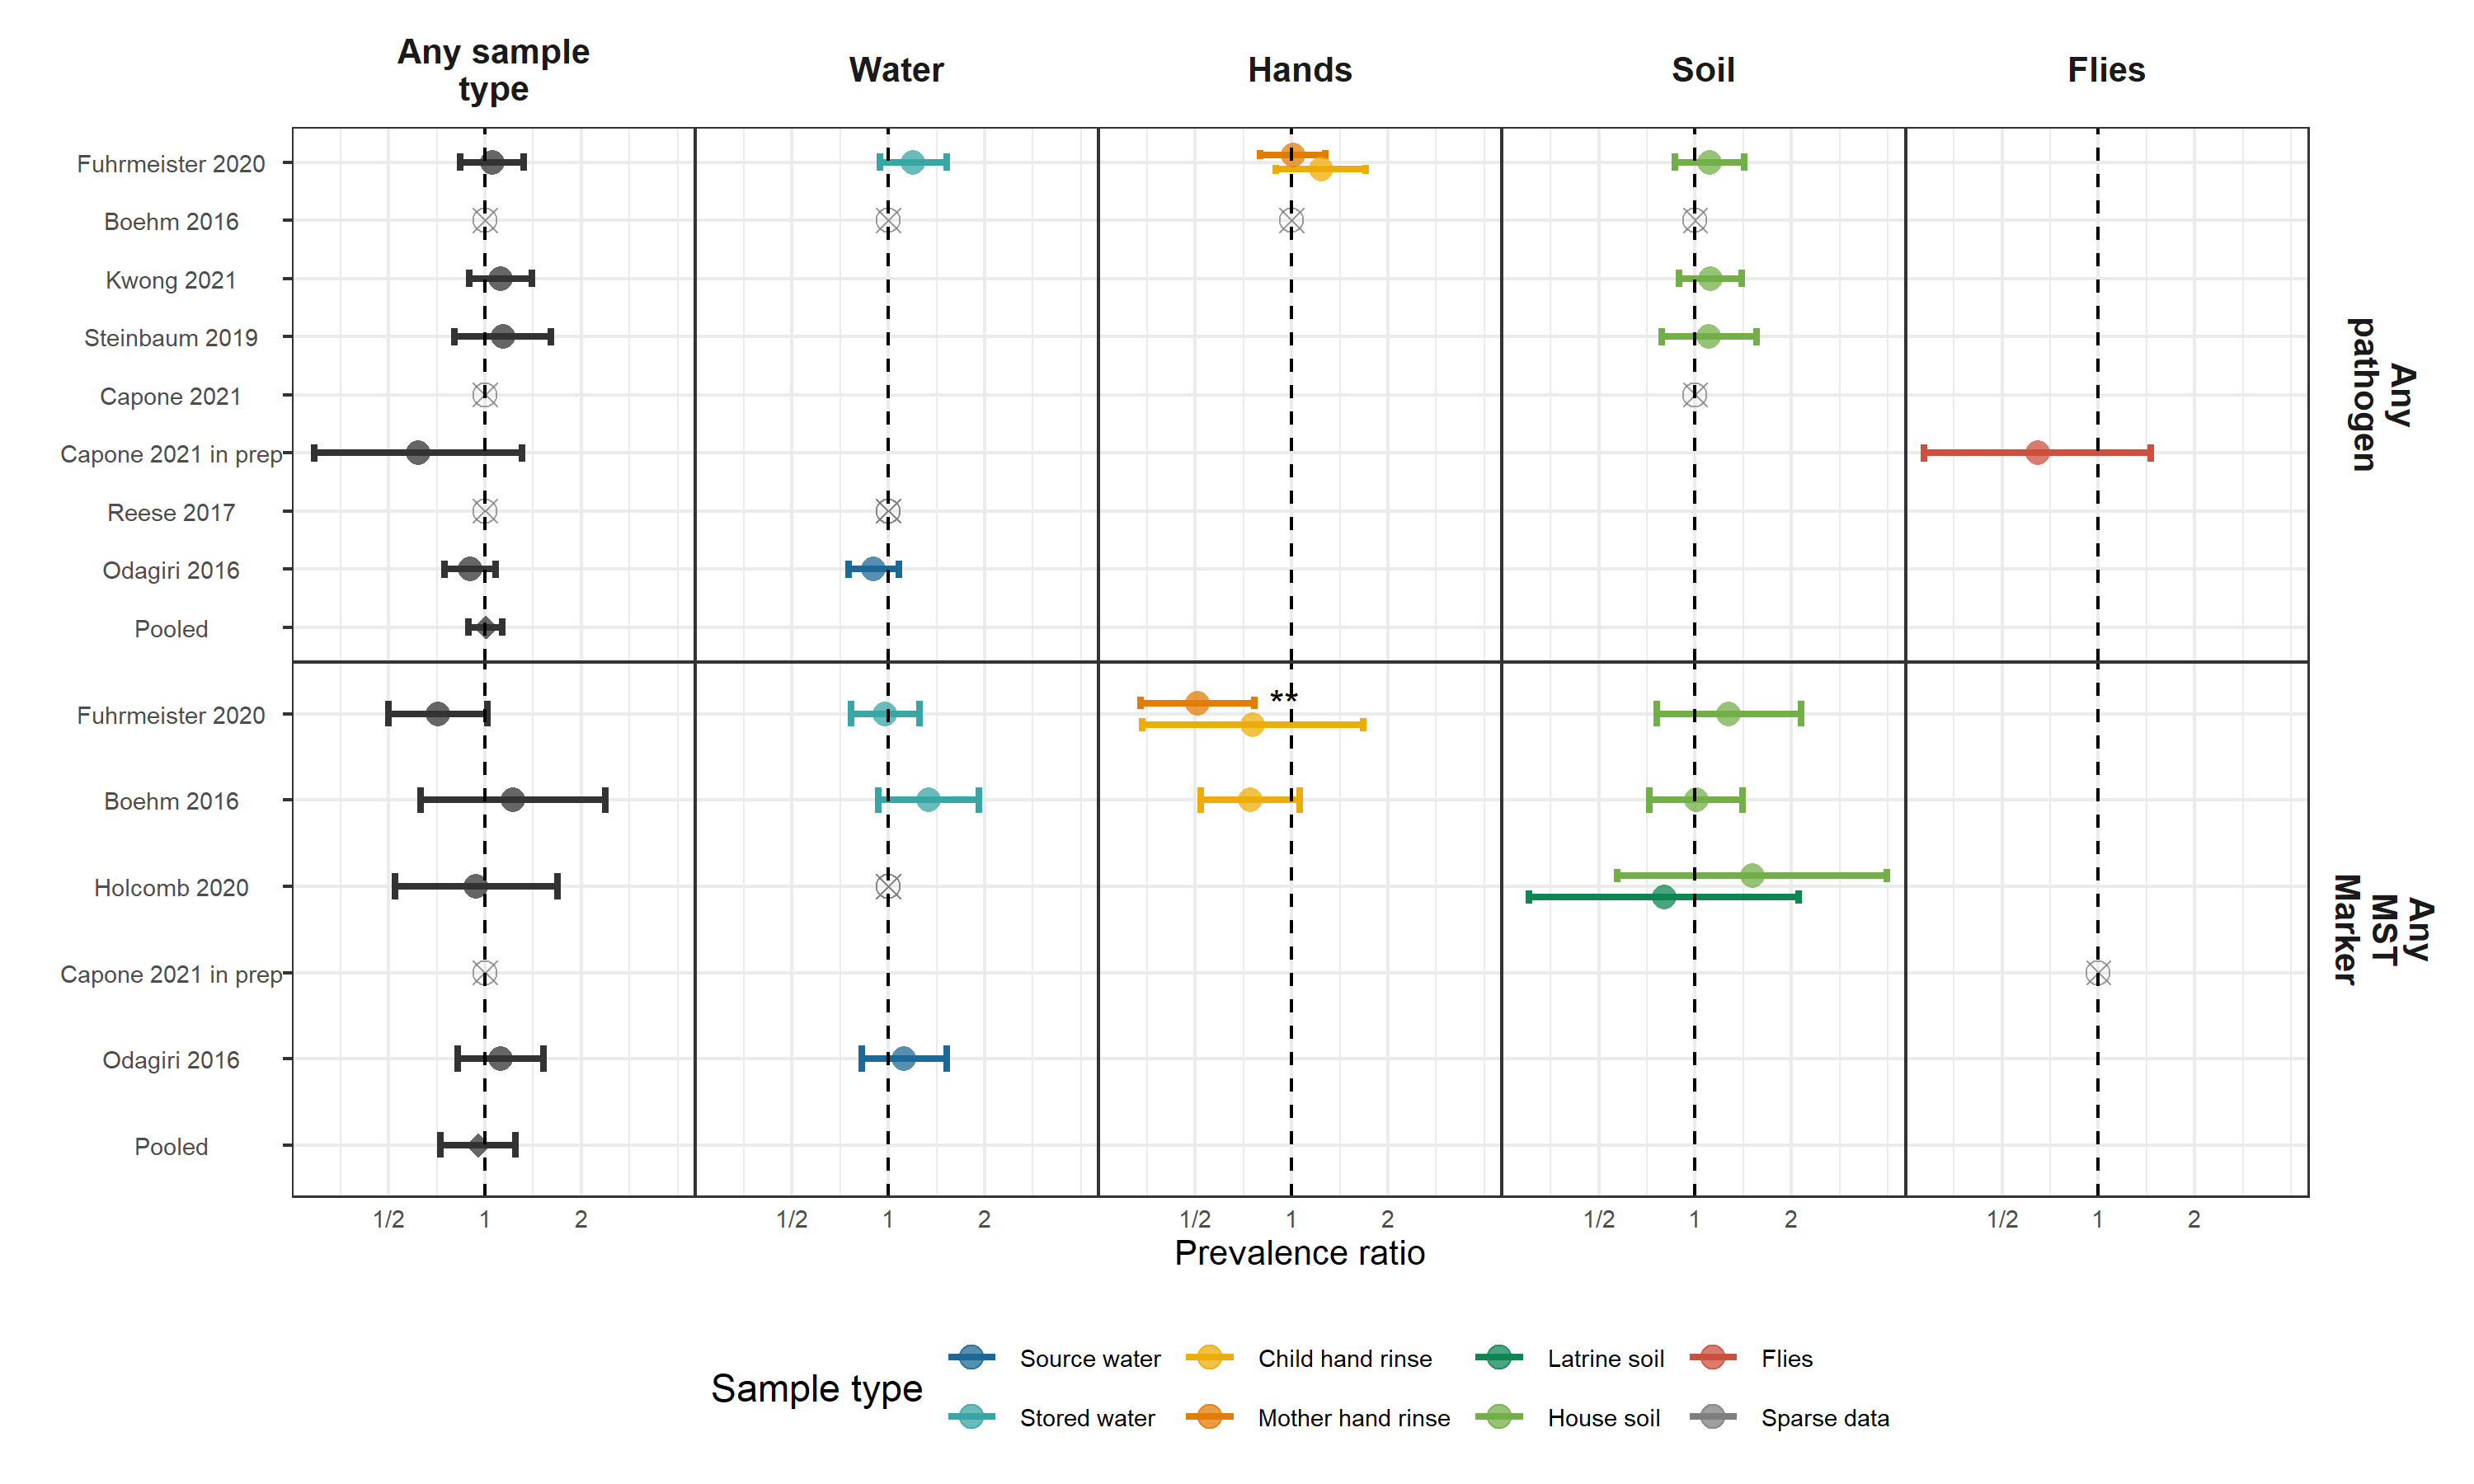 Any sample
type
Water
Hands
Soil
Flies
Fuhrmeister 2020
Boehm 2016
Kwong 2021
Steinbaum 2019
Capone 2021
Capone 2021 in prep
Reese 2017
Odagiri 2016
Pooled
Any
pathogen
Fuhrmeister 2020
**
Boehm 2016
Holcomb 2020
Capone 2021 in prep
Odagiri 2016
Pooled
Any
MST
Marker
1/2 1 2
1/2 1 2
1/2 1 2
1/2 1 2
1/2 1 2
Prevalence ratio
Sample type
Source water
Child hand rinse
Latrine soil
Flies
Stored water
Mother hand rinse
House soil
Sparse data